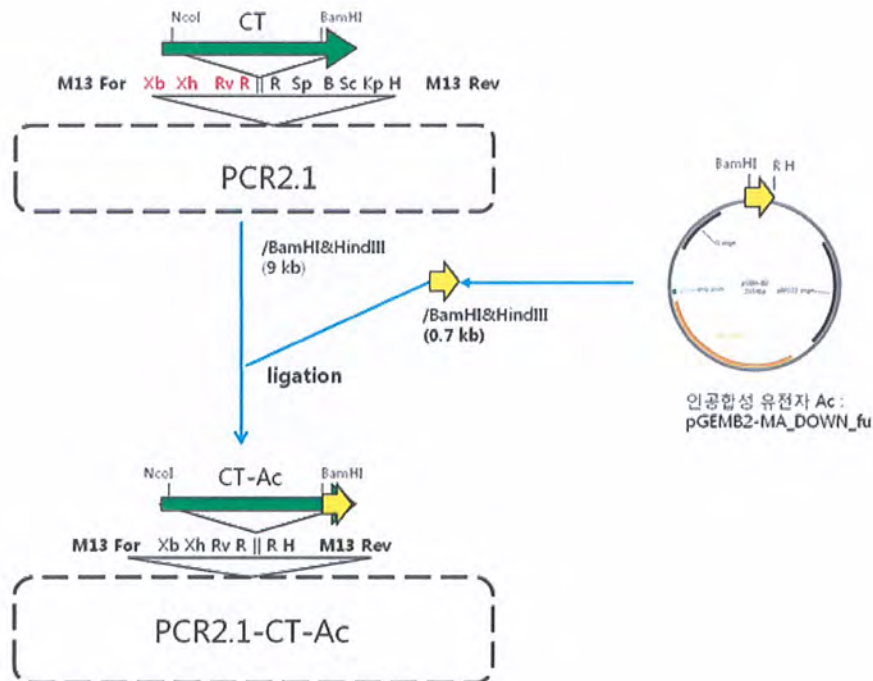 NcoI CT BamHI
M13 For Xb Xh Rv R || R Sp B Sc Kp H M13 Rev
PCR2.1
BamHI R H
/BamHI&HindIII
(9 kb)
/BamHI&HindIII
(0.7 kb)
ligation
인공합성 유전자 Ac :
pGEMB2-MA_DOWN_fu
NcoI CT-Ac BamHI
M13 For Xb Xh Rv R || R H M13 Rev
PCR2.1-CT-Ac